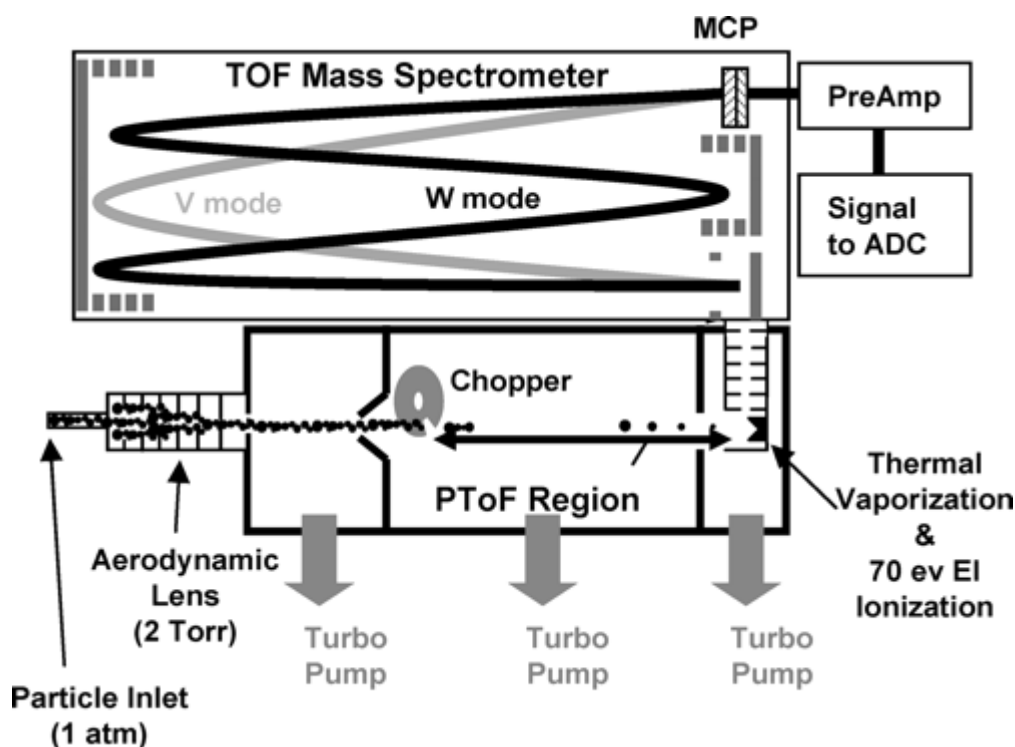 MCP
TOF Mass Spectrometer
PreAmp
V mode
W mode
Signal
to ADC
Chopper
PToF Region
Thermal
Vaporization
&
70 ev EI
Ionization
Aerodynamic
Lens
(2 Torr)
Turbo
Pump
Turbo
Pump
Turbo
Pump
Particle Inlet
(1 atm)